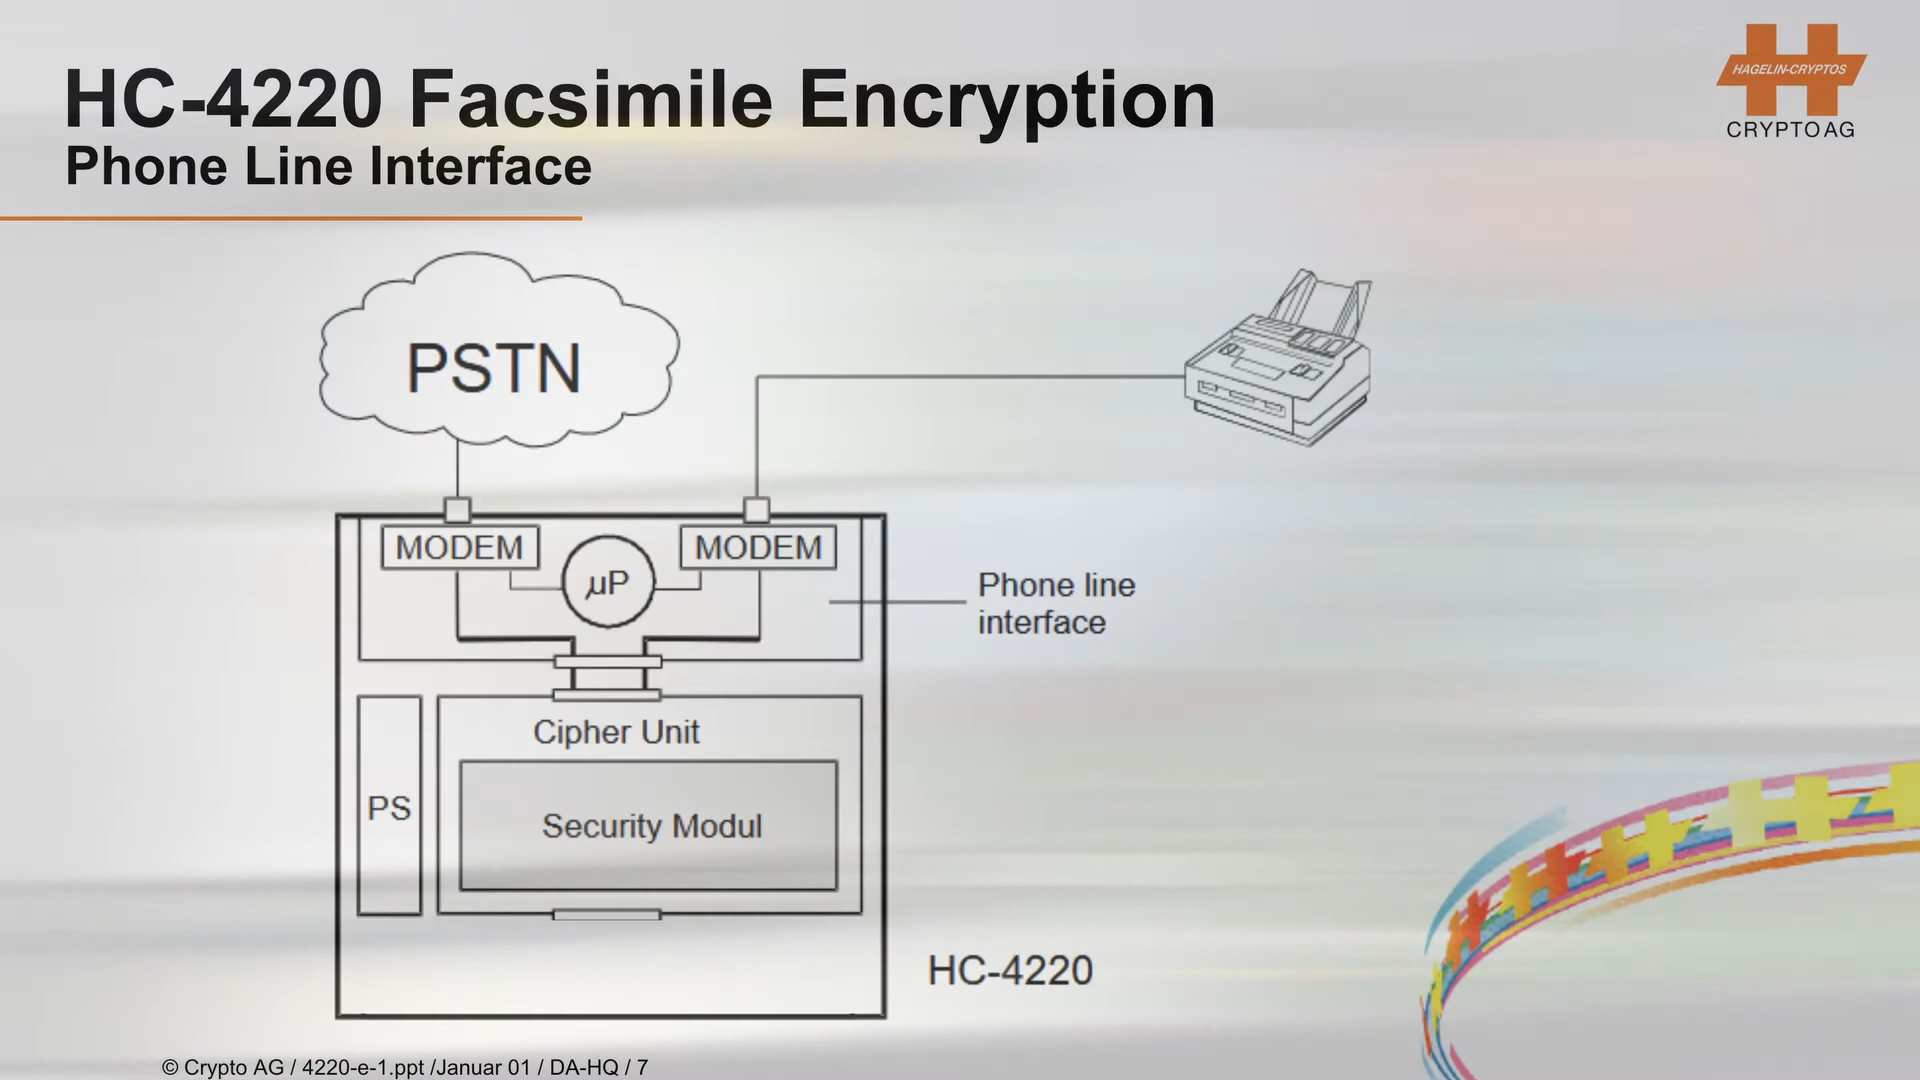 HC-4220 Facsimile Encryption
Phone Line Interface
HAGELIN-CRYPTOS
CRYPTO AG
PSTN
MODEM
µP
MODEM
Phone line
interface
Cipher Unit
PS
Security Modul
HC-4220
© Crypto AG / 4220-e-1.ppt /Januar 01 / DA-HQ / 7